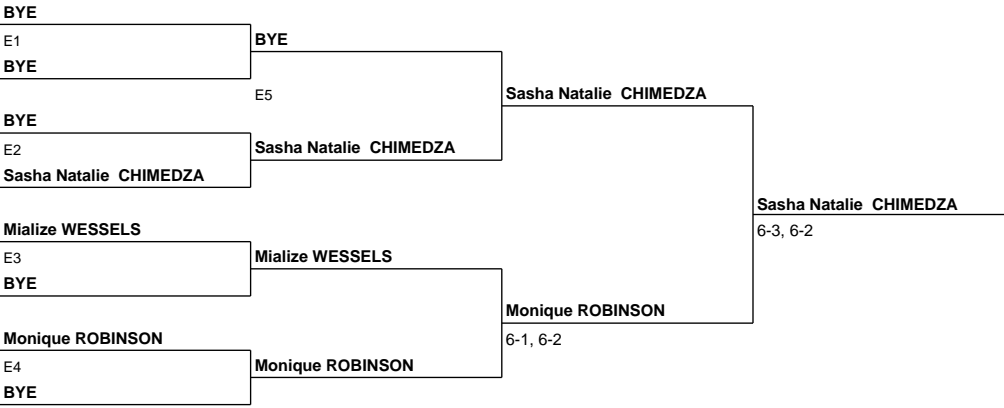 BYE
E1
BYE
BYE
E5
Sasha Natalie  CHIMEDZA
BYE
E2
Sasha Natalie  CHIMEDZA
Sasha Natalie  CHIMEDZA
Sasha Natalie  CHIMEDZA
6-3, 6-2
Mialize WESSELS
E3
Mialize WESSELS
BYE
Monique ROBINSON
6-1, 6-2
Monique ROBINSON
E4
Monique ROBINSON
BYE